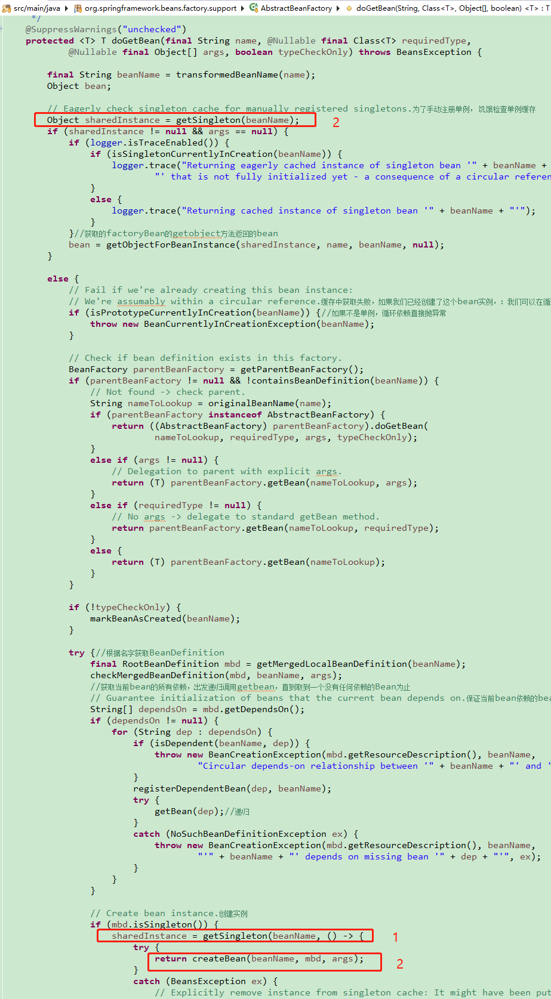 src/main/java ▸ org.springframework.beans.factory.support ▸ AbstractBeanFactory ▸ doGetBean(String, Class<T>, Object[], boolean) <T> : T
*/
@SuppressWarnings("unchecked")
protected <T> T doGetBean(final String name, @Nullable final Class<T> requiredType,
@Nullable final Object[] args, boolean typeCheckOnly) throws BeansException {
final String beanName = transformedBeanName(name);
Object bean;
// Eagerly check singleton cache for manually registered singletons.为了手动注册单例，饥饿检查单例缓存
Object sharedInstance = getSingleton(beanName); 2
if (sharedInstance != null && args == null) {
if (logger.isTraceEnabled()) {
if (isSingletonCurrentlyInCreation(beanName)) {
logger.trace("Returning eagerly cached instance of singleton bean '" + beanName +
"' that is not fully initialized yet - a consequence of a circular referen
}
else {
logger.trace("Returning cached instance of singleton bean '" + beanName + "'");
}
}//获取的factoryBean的getobject方法返回的bean
bean = getObjectForBeanInstance(sharedInstance, name, beanName, null);
}
else {
// Fail if we're already creating this bean instance:
// We're assumably within a circular reference.缓存中获取失败，如果我们已经创建了这个bean实例，：我们可以在循
if (isPrototypeCurrentlyInCreation(beanName)) {//如果不是单例，循环依赖直接抛异常
throw new BeanCurrentlyInCreationException(beanName);
}
// Check if bean definition exists in this factory.
BeanFactory parentBeanFactory = getParentBeanFactory();
if (parentBeanFactory != null && !containsBeanDefinition(beanName)) {
// Not found -> check parent.
String nameToLookup = originalBeanName(name);
if (parentBeanFactory instanceof AbstractBeanFactory) {
return ((AbstractBeanFactory) parentBeanFactory).doGetBean(
nameToLookup, requiredType, args, typeCheckOnly);
}
else if (args != null) {
// Delegation to parent with explicit args.
return (T) parentBeanFactory.getBean(nameToLookup, args);
}
else if (requiredType != null) {
// No args -> delegate to standard getBean method.
return parentBeanFactory.getBean(nameToLookup, requiredType);
}
else {
return (T) parentBeanFactory.getBean(nameToLookup);
}
}
if (!typeCheckOnly) {
markBeanAsCreated(beanName);
}
try {//根据名字获取BeanDefinition
final RootBeanDefinition mbd = getMergedLocalBeanDefinition(beanName);
checkMergedBeanDefinition(mbd, beanName, args);
//获取当前bean的所有依赖，出发递归调用getbean，直到取到一个没有任何依赖的Bean为止
// Guarantee initialization of beans that the current bean depends on.保证当前bean依赖的bea
String[] dependsOn = mbd.getDependsOn();
if (dependsOn != null) {
for (String dep : dependsOn) {
if (isDependent(beanName, dep)) {
throw new BeanCreationException(mbd.getResourceDescription(), beanName,
"Circular depends-on relationship between '" + beanName + "' and '
}
registerDependentBean(dep, beanName);
try {
getBean(dep);//递归
}
catch (NoSuchBeanDefinitionException ex) {
throw new BeanCreationException(mbd.getResourceDescription(), beanName,
"'" + beanName + "' depends on missing bean '" + dep + "'", ex);
}
}
}
// Create bean instance.创建实例
if (mbd.isSingleton()) {
sharedInstance = getSingleton(beanName, () -> { 1
try {
return createBean(beanName, mbd, args); 2
}
catch (BeansException ex) {
// Explicitly remove instance from singleton cache: It might have been put